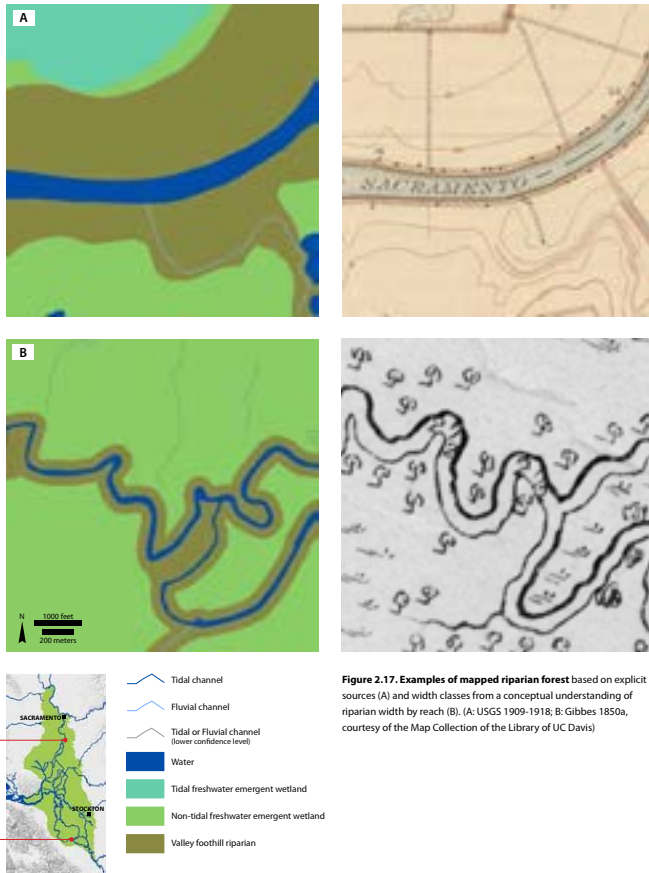 A
SACRAMENTO
B
N
1000 feet
200 meters
SACRAMENTO
STOCKTON
Tidal channel
Fluvial channel
Tidal or Fluvial channel
(lower confidence level)
Water
Tidal freshwater emergent wetland
Non-tidal freshwater emergent wetland
Valley foothill riparian
Figure 2.17. Examples of mapped riparian forest based on explicit
sources (A) and width classes from a conceptual understanding of
riparian width by reach (B). (A: USGS 1909-1918; B: Gibbes 1850a,
courtesy of the Map Collection of the Library of UC Davis)